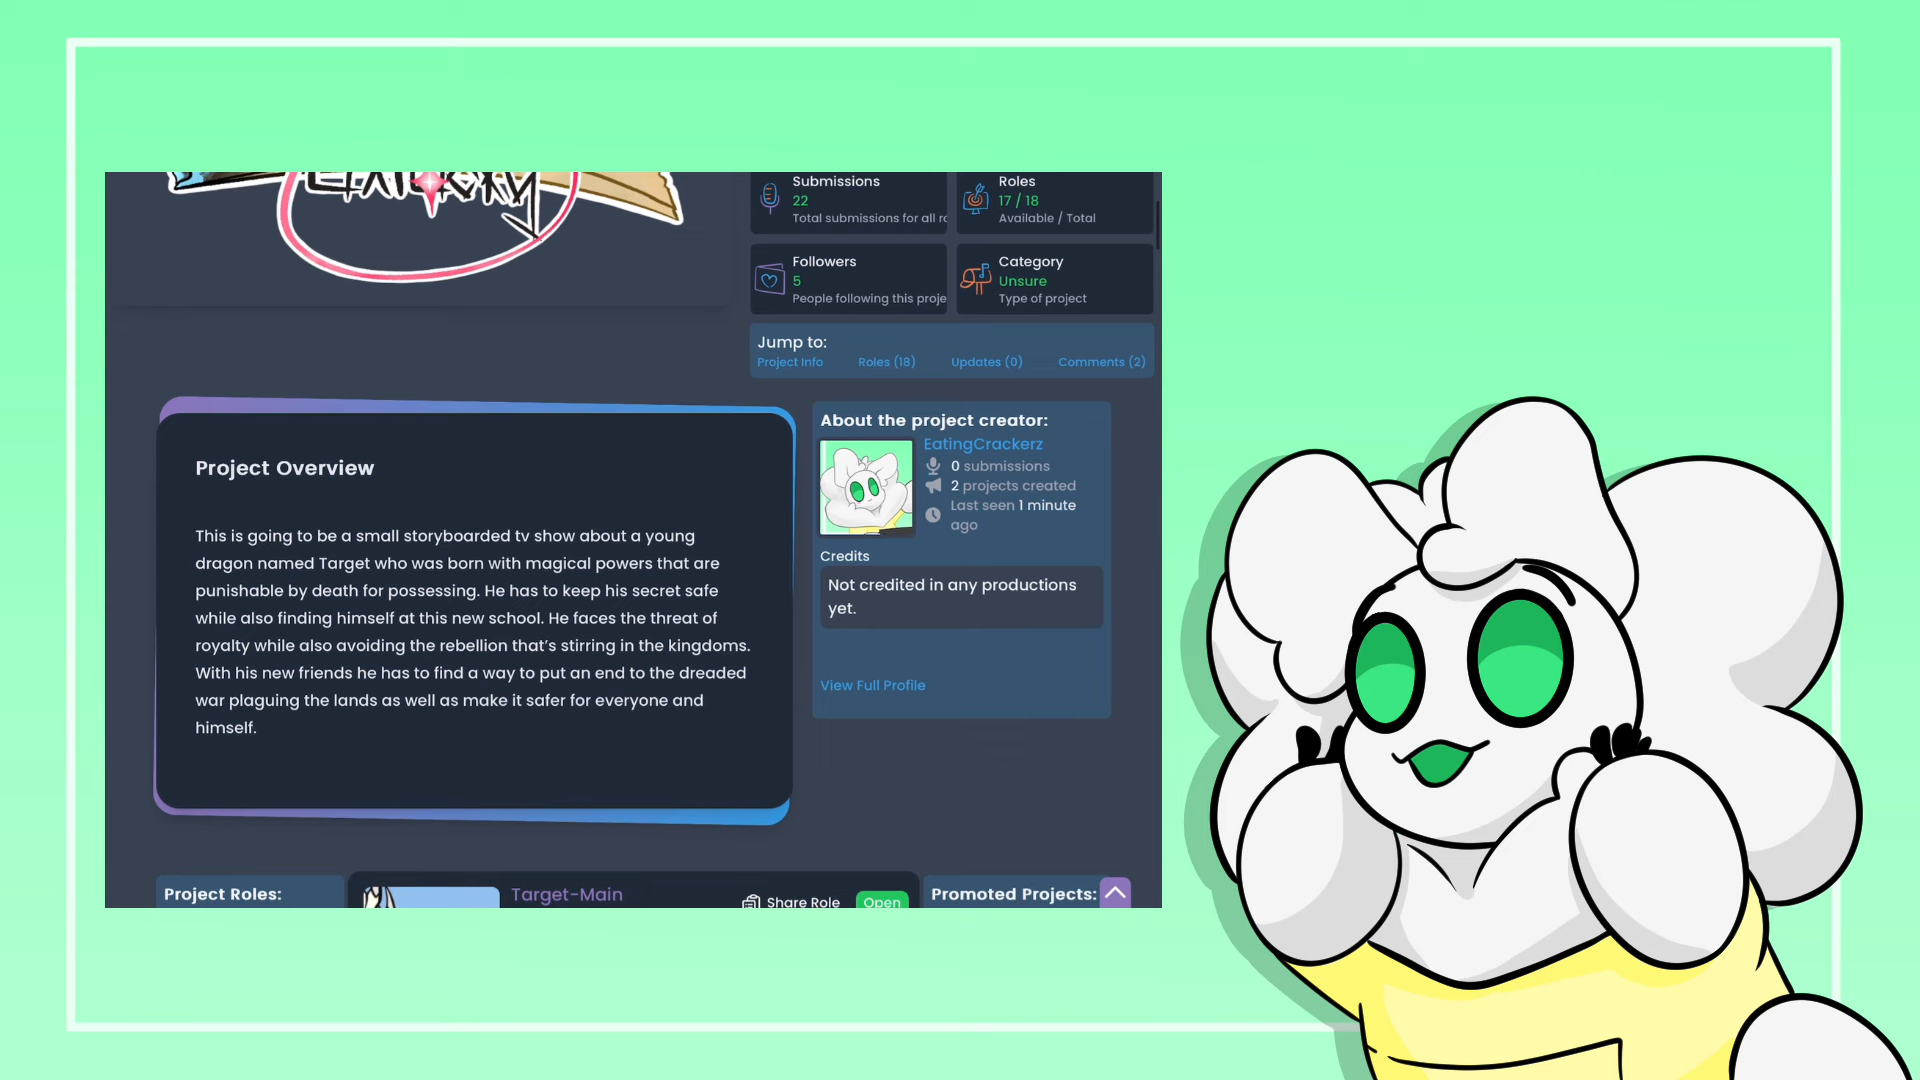 Submissions
22
Total submissions for all
Roles
17 / 18
Available / Total
Followers
5
People following this proje
Category
Unsure
Type of project
Jump to:
Project Info Roles (18) Updates (0) Comments (2)
Project Overview
This is going to be a small storyboarded tv show about a young
dragon named Target who was born with magical powers that are
punishable by death for possessing. He has to keep his secret safe
while also finding himself at this new school. He faces the threat of
royalty while also avoiding the rebellion that’s stirring in the kingdoms.
With his new friends he has to find a way to put an end to the dreaded
war plaguing the lands as well as make it safer for everyone and
himself.
About the project creator:
EatingCrackerz
0 submissions
2 projects created
Last seen 1 minute
ago
Credits
Not credited in any productions
yet.
View Full Profile
Project Roles:
Target-Main
Share Role
Open
Promoted Projects: